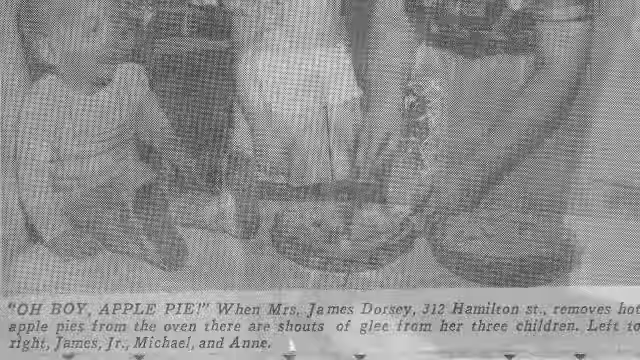 "OH BOY, APPLE PIE!" When Mrs. James Dorsey, 312 Hamilton st., removes hot
apple pies from the oven there are shouts of glee from her three children. Left to
right, James, Jr., Michael, and Anne.